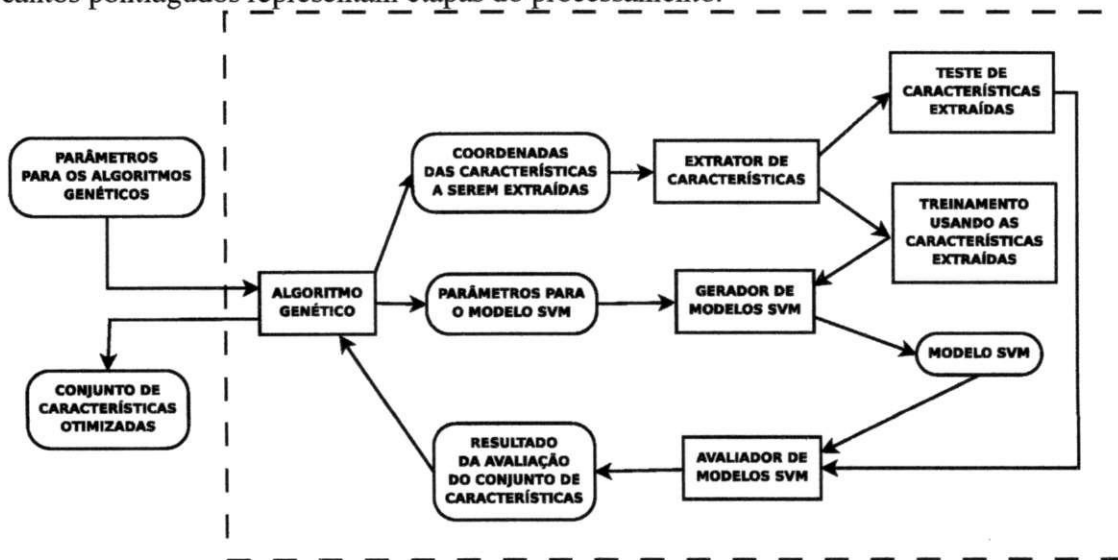 cantos pontiagudos representam etapas do processamento.
TESTE DE
CARACTERÍSTICAS
EXTRAÍDAS
PARÂMETROS
PARA OS ALGORITMOS
GENÉTICOS
COORDENADAS
DAS CARACTERÍSTICAS
A SEREM EXTRAÍDAS
EXTRATOR DE
CARACTERÍSTICAS
TREINAMENTO
USANDO AS
CARACTERÍSTICAS
EXTRAÍDAS
ALGORITMO
GENÉTICO
PARÂMETROS PARA
O MODELO SVM
GERADOR DE
MODELOS SVM
MODELO SVM
CONJUNTO DE
CARACTERÍSTICAS
OTIMIZADAS
RESULTADO
DA AVALIAÇÃO
DO CONJUNTO DE
CARACTERÍSTICAS
AVALIADOR DE
MODELOS SVM